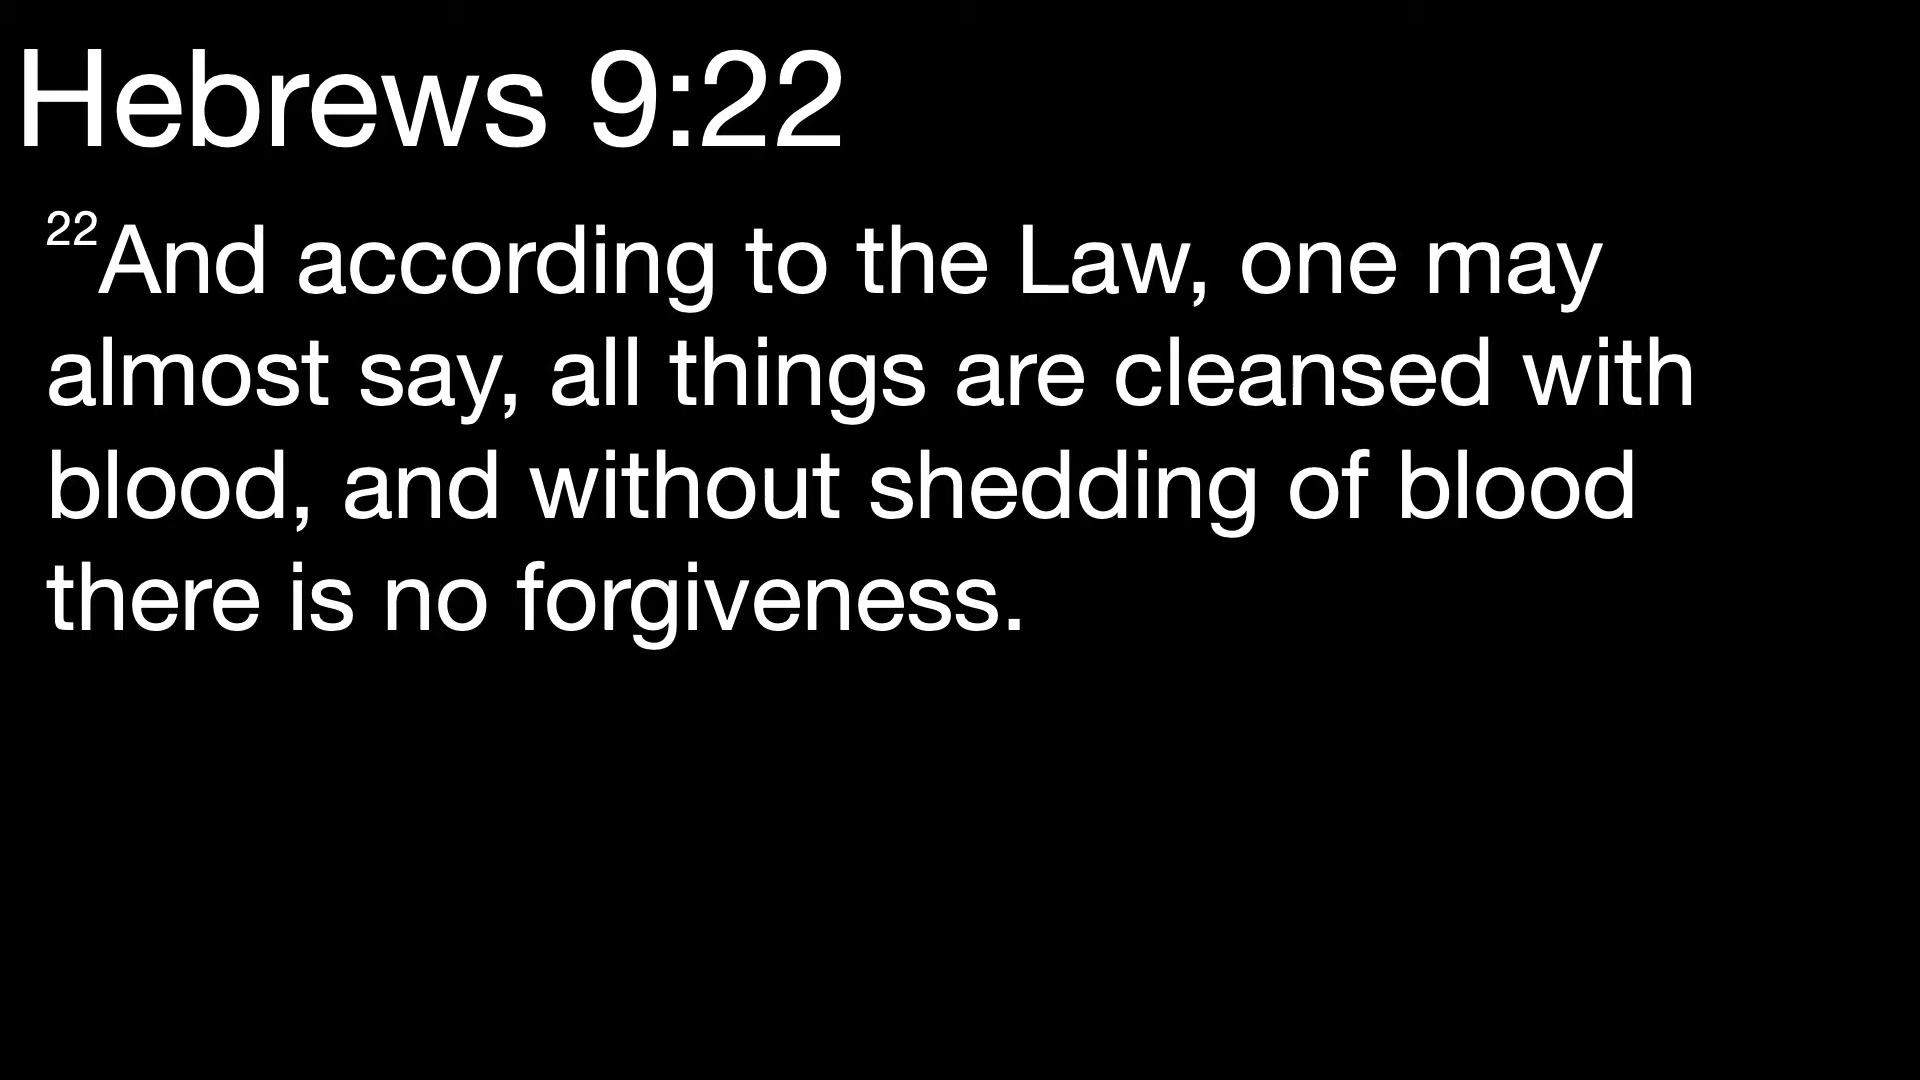 Hebrews 9:22
22And according to the Law, one may
almost say, all things are cleansed with
blood, and without shedding of blood
there is no forgiveness.